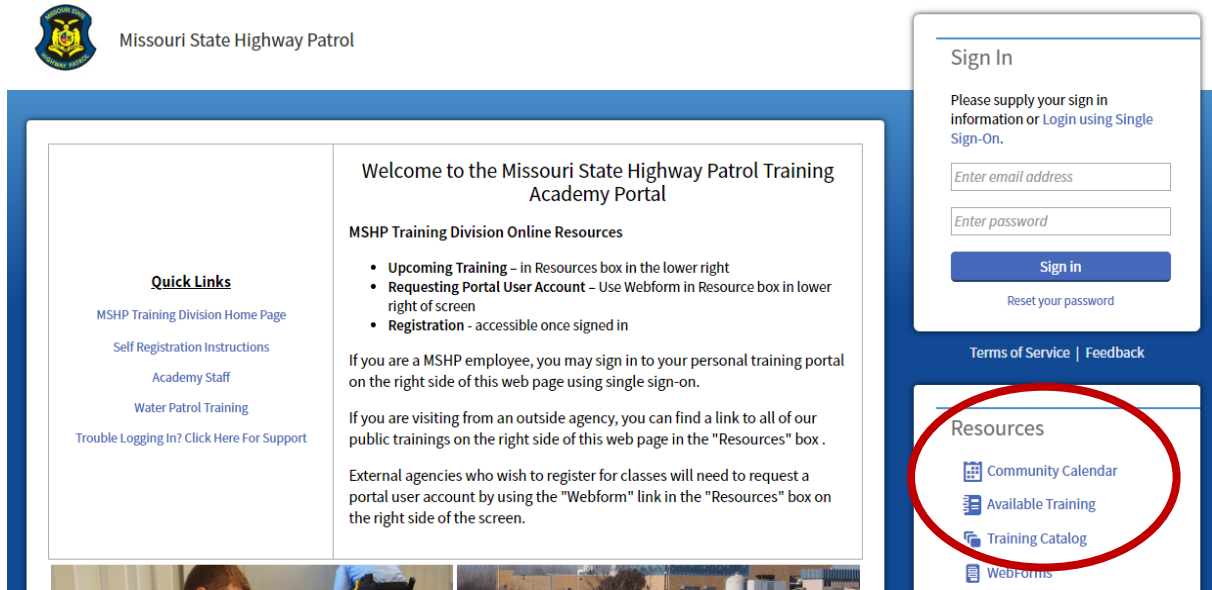 MISSOURI STATE
HIGHWAY PATROL
Missouri State Highway Patrol
Sign In
Please supply your sign in
information or Login using Single
Sign-On.
Enter email address
Enter password
Sign in
Reset your password
Terms of Service | Feedback
Quick Links
MSHP Training Division Home Page
Self Registration Instructions
Academy Staff
Water Patrol Training
Trouble Logging In? Click Here For Support
Welcome to the Missouri State Highway Patrol Training
Academy Portal
MSHP Training Division Online Resources
• Upcoming Training – in Resources box in the lower right
• Requesting Portal User Account – Use Webform in Resource box in lower
right of screen
• Registration - accessible once signed in
If you are a MSHP employee, you may sign in to your personal training portal
on the right side of this web page using single sign-on.
If you are visiting from an outside agency, you can find a link to all of our
public trainings on the right side of this web page in the "Resources" box .
External agencies who wish to register for classes will need to request a
portal user account by using the "Webform" link in the "Resources" box on
the right side of the screen.
Resources
Community Calendar
Available Training
Training Catalog
WebForms